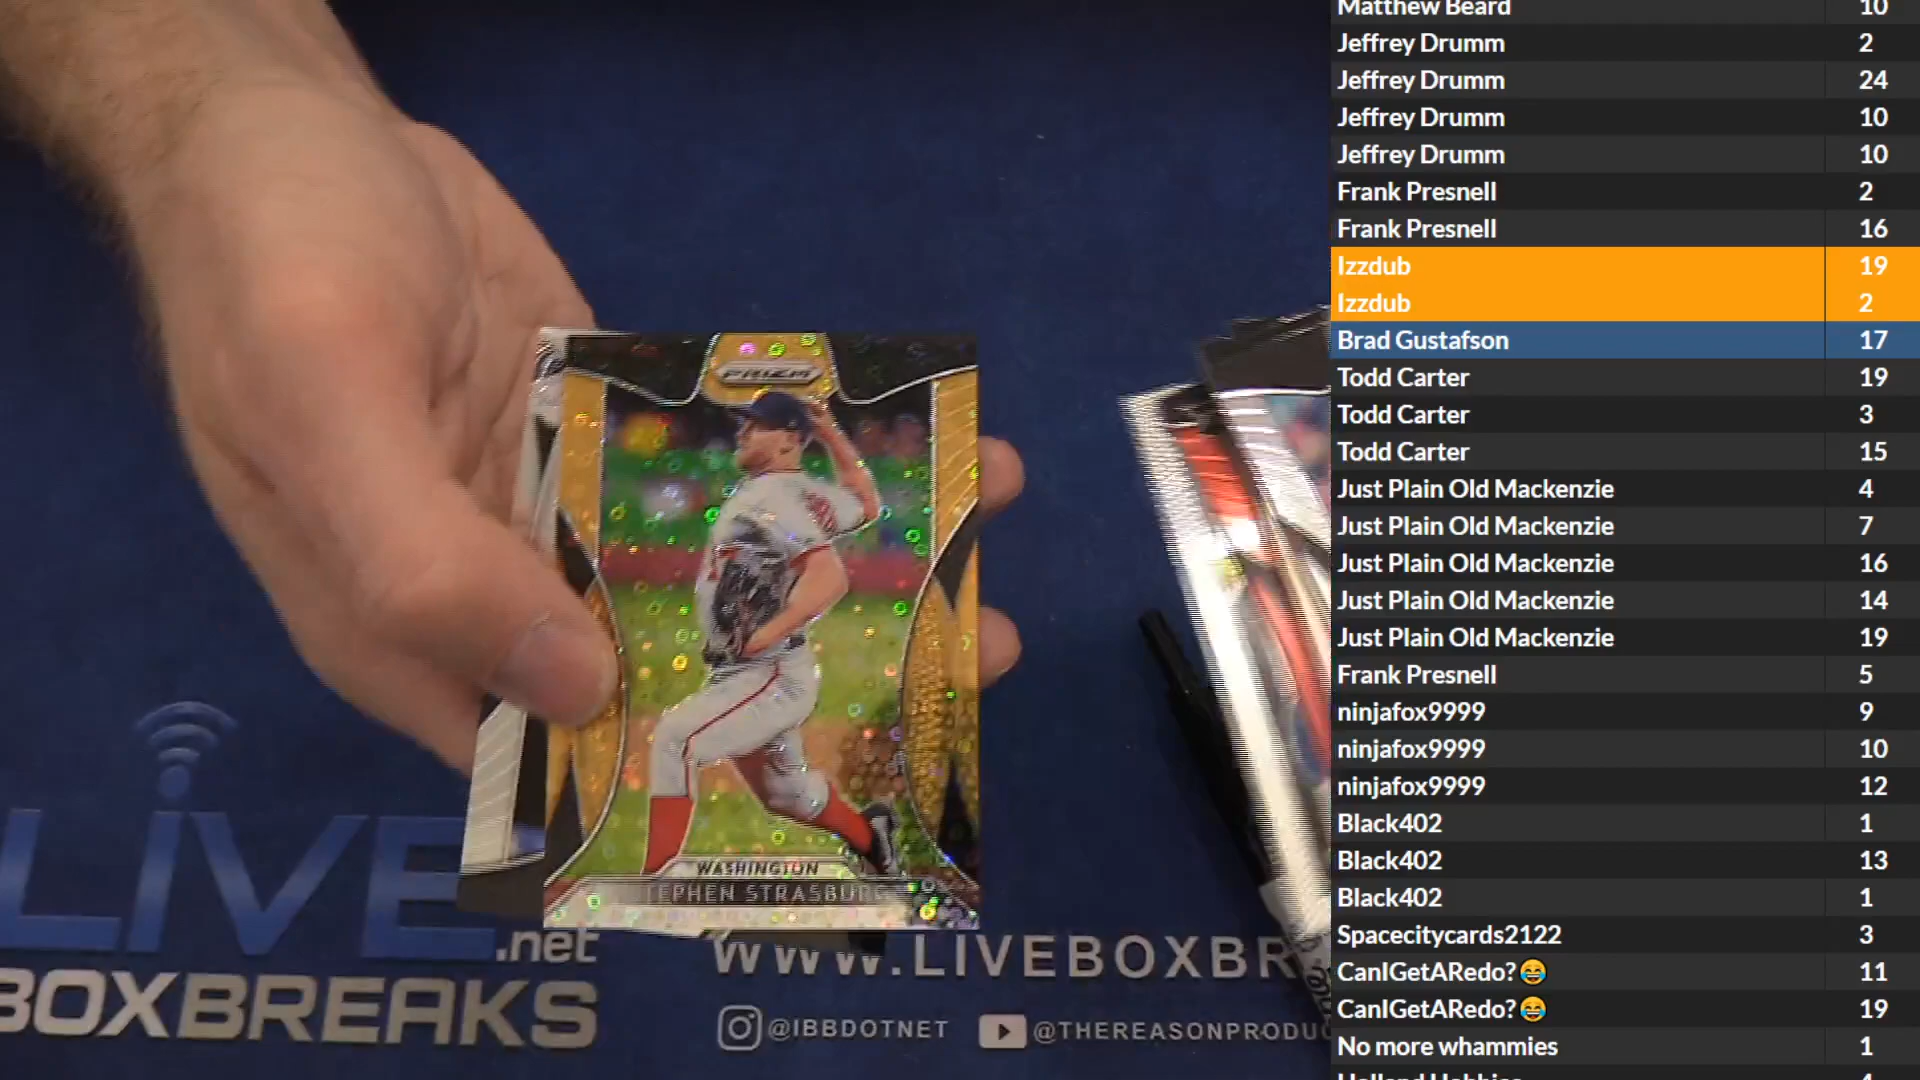 Matthew Beard 10
Jeffrey Drumm 2
Jeffrey Drumm 24
Jeffrey Drumm 10
Jeffrey Drumm 10
Frank Presnell 2
Frank Presnell 16
Izzdub 19
Izzdub 2
Brad Gustafson 17
Todd Carter 19
Todd Carter 3
Todd Carter 15
Just Plain Old Mackenzie 4
Just Plain Old Mackenzie 7
Just Plain Old Mackenzie 16
Just Plain Old Mackenzie 14
Just Plain Old Mackenzie 19
Frank Presnell 5
ninjafox9999 9
ninjafox9999 10
ninjafox9999 12
Black402 1
Black402 13
Black402 1
Spacecitycards2122 3
CanIGetARedo?😂 11
CanIGetARedo?😂 19
No more whammies 1
PRIZM
WASHINGTON
STEPHEN STRASBURG
LIVE
.net
BOXBREAKS
WWW.LIVEBOXBR
@IBBDOTNET @THEREASONPRODU